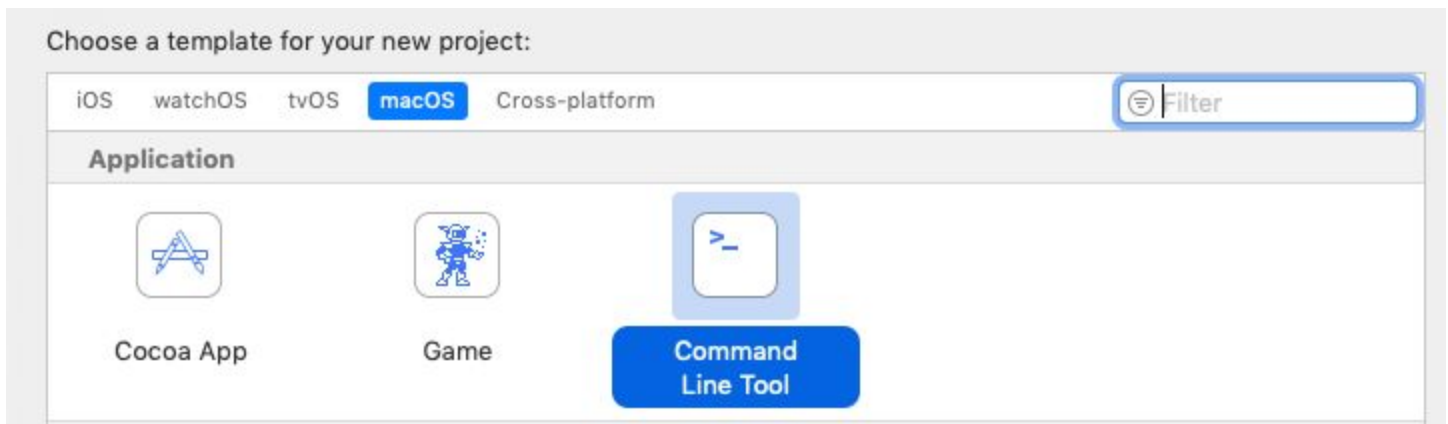 Choose a template for your new project:
iOS watchOS tvOS macOS Cross-platform Filter
Application
>_
Cocoa App Game Command
Line Tool